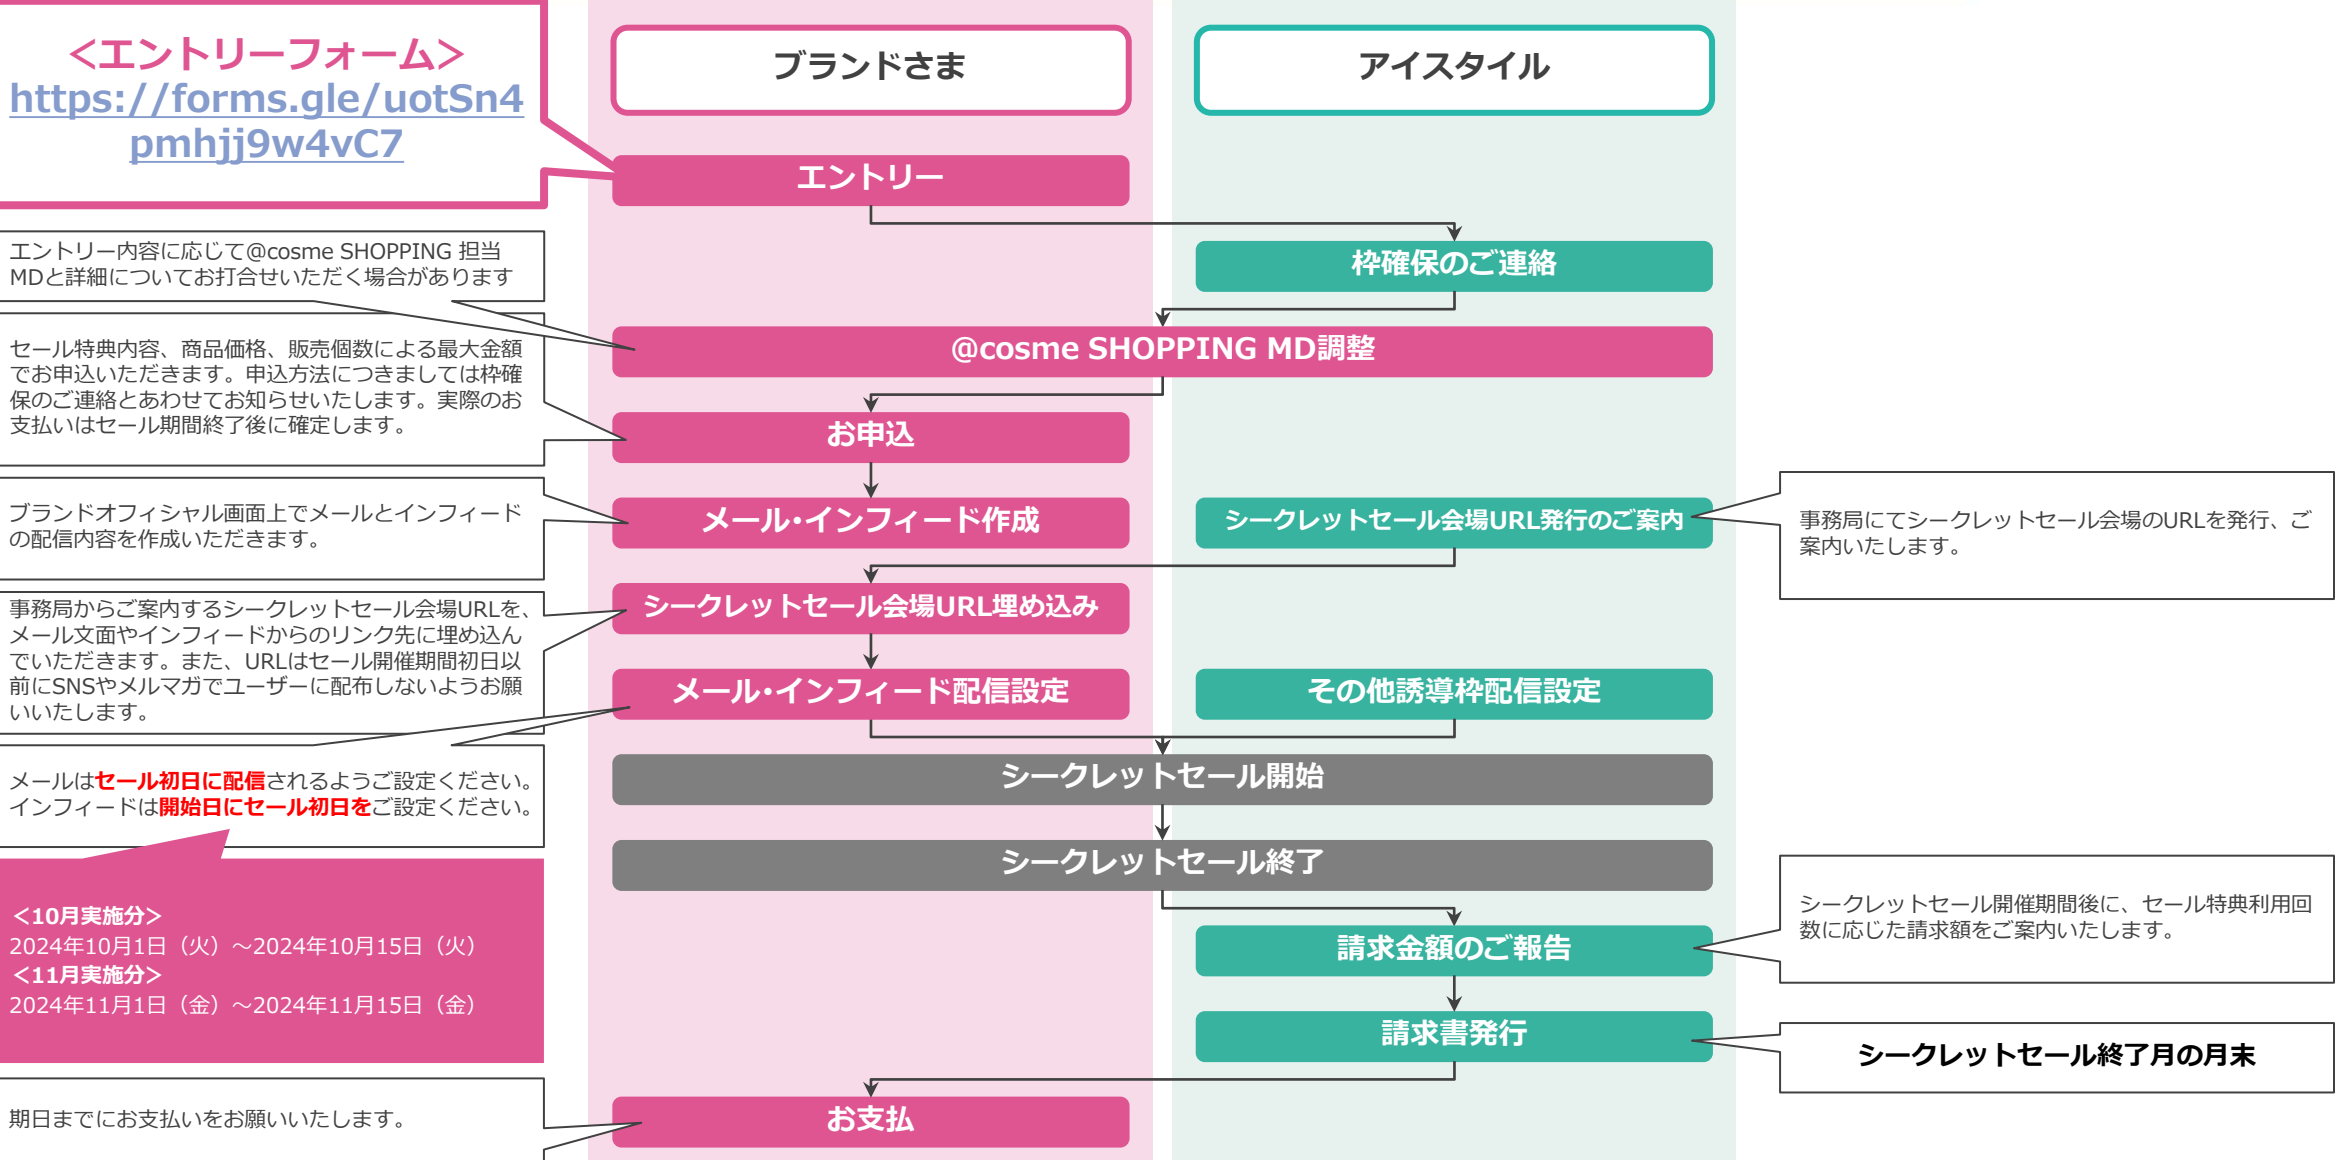 <エントリーフォーム>
https://forms.gle/uotSn4
pmhjj9w4vC7
ブランドさま
アイスタイル
エントリー
エントリー内容に応じて@cosme SHOPPING 担当
MDと詳細についてお打合せいただく場合があります
枠確保のご連絡
@cosme SHOPPING MD調整
セール特典内容、商品価格、販売個数による最大金額
でお申込いただきます。申込方法につきましては枠確
保のご連絡とあわせてお知らせいたします。実際のお
支払いはセール期間終了後に確定します。
お申込
ブランドオフィシャル画面上でメールとインフィード
の配信内容を作成いただきます。
メール・インフィード作成
シークレットセール会場URL発行のご案内
事務局にてシークレットセール会場のURLを発行、ご
案内いたします。
事務局からご案内するシークレットセール会場URLを、
メール文面やインフィードからのリンク先に埋め込ん
でいただきます。また、URLはセール開催期間初日以
前にSNSやメルマガでユーザーに配布しないようお願
いいたします。
シークレットセール会場URL埋め込み
メール・インフィード配信設定
その他誘導枠配信設定
メールはセール初日に配信されるようご設定ください。
インフィードは開始日にセール初日をご設定ください。
シークレットセール開始
シークレットセール終了
<10月実施分>
2024年10月1日（火）～2024年10月15日（火）
<11月実施分>
2024年11月1日（金）～2024年11月15日（金）
請求金額のご報告
シークレットセール開催期間後に、セール特典利用回
数に応じた請求額をご案内いたします。
請求書発行
シークレットセール終了月の月末
期日までにお支払いをお願いいたします。
お支払